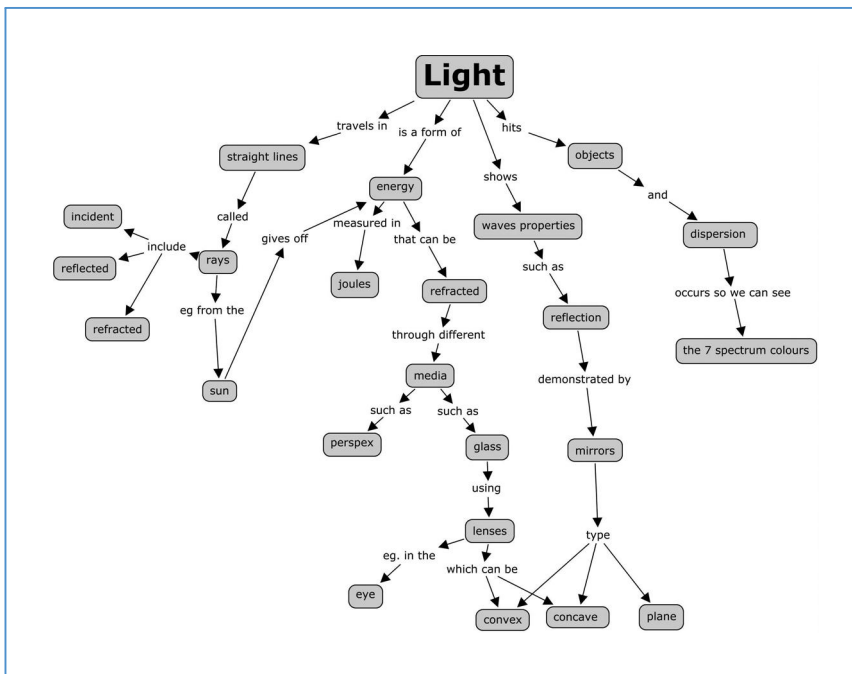 Light
travels in
is a form of
hits
straight lines
objects
energy
shows
and
incident
called
gives off
measured in
waves properties
dispersion
include
that can be
reflected
rays
such as
joules
refracted
occurs so we can see
eg from the
reflection
refracted
through different
the 7 spectrum colours
sun
media
demonstrated by
such as
such as
perspex
glass
mirrors
using
lenses
type
eg. in the
which can be
eye
convex
concave
plane